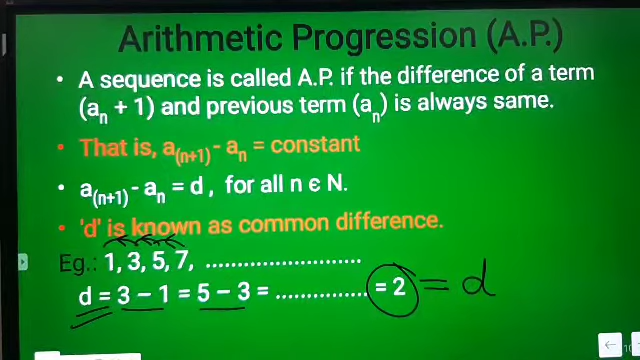 Arithmetic Progression (A.P.)
• A sequence is called A.P. if the difference of a term
(aₙ + 1) and previous term (aₙ) is always same.
• That is, a₍ₙ₊₁₎ - aₙ = constant
• a₍ₙ₊₁₎ - aₙ = d , for all n ϵ N.
• 'd' is known as common difference.
Eg.: 1, 3, 5, 7, ....................................
d = 3 – 1 = 5 – 3 = ..................... = 2 = d